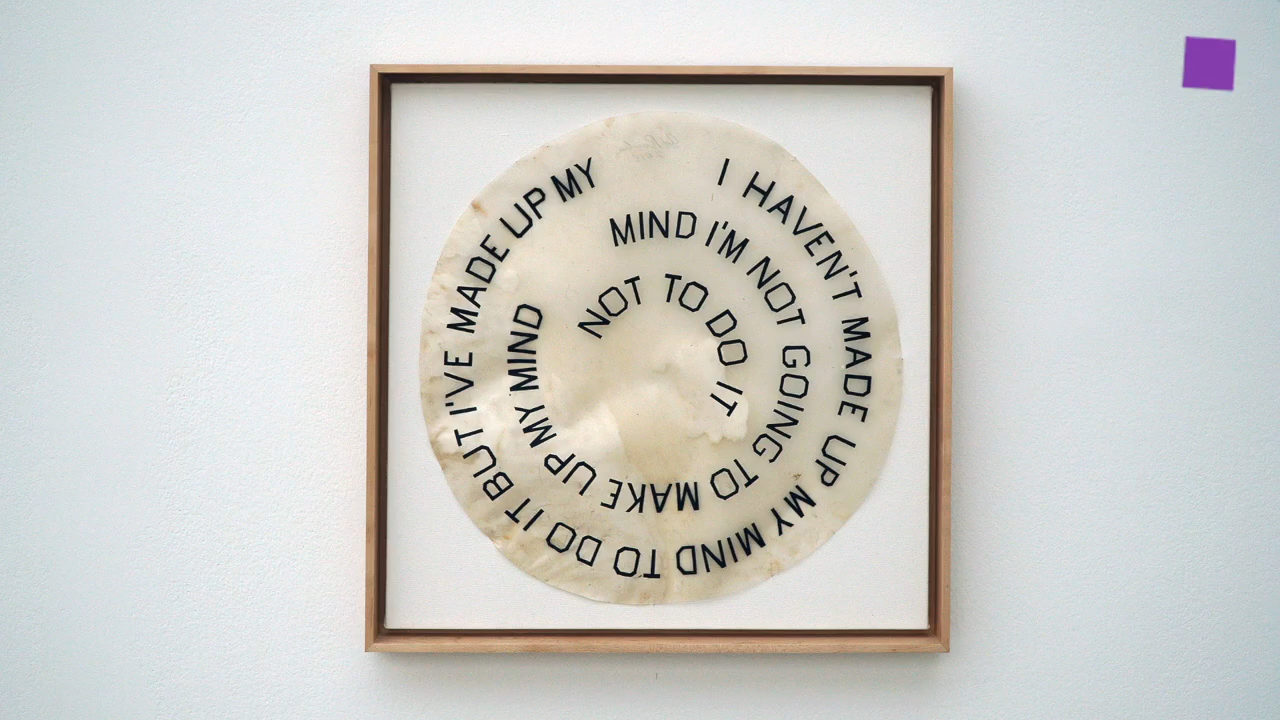 I HAVEN'T MADE UP MY MIND TO DO IT BUT I'VE MADE UP MY
MIND I'M NOT GOING TO MAKE UP MY MIND
NOT TO DO IT